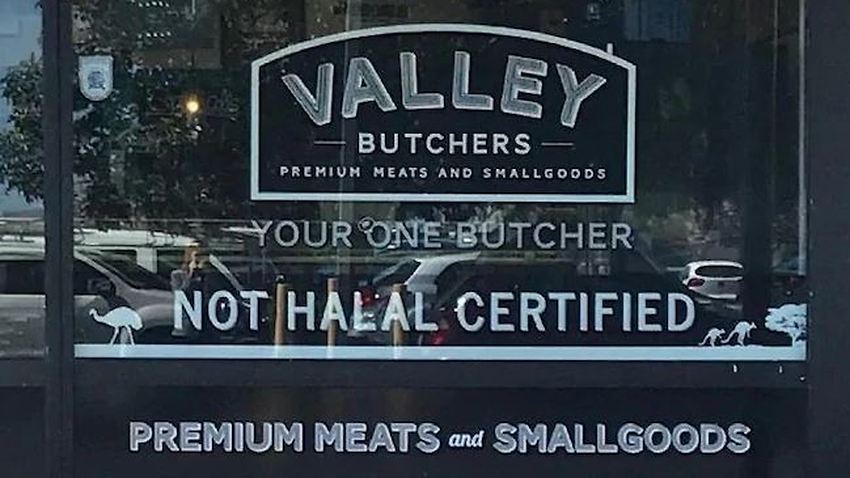 VALLEY
BUTCHERS
PREMIUM MEATS AND SMALLGOODS
YOUR ONE BUTCHER
NOT HALAL CERTIFIED
PREMIUM MEATS and SMALLGOODS